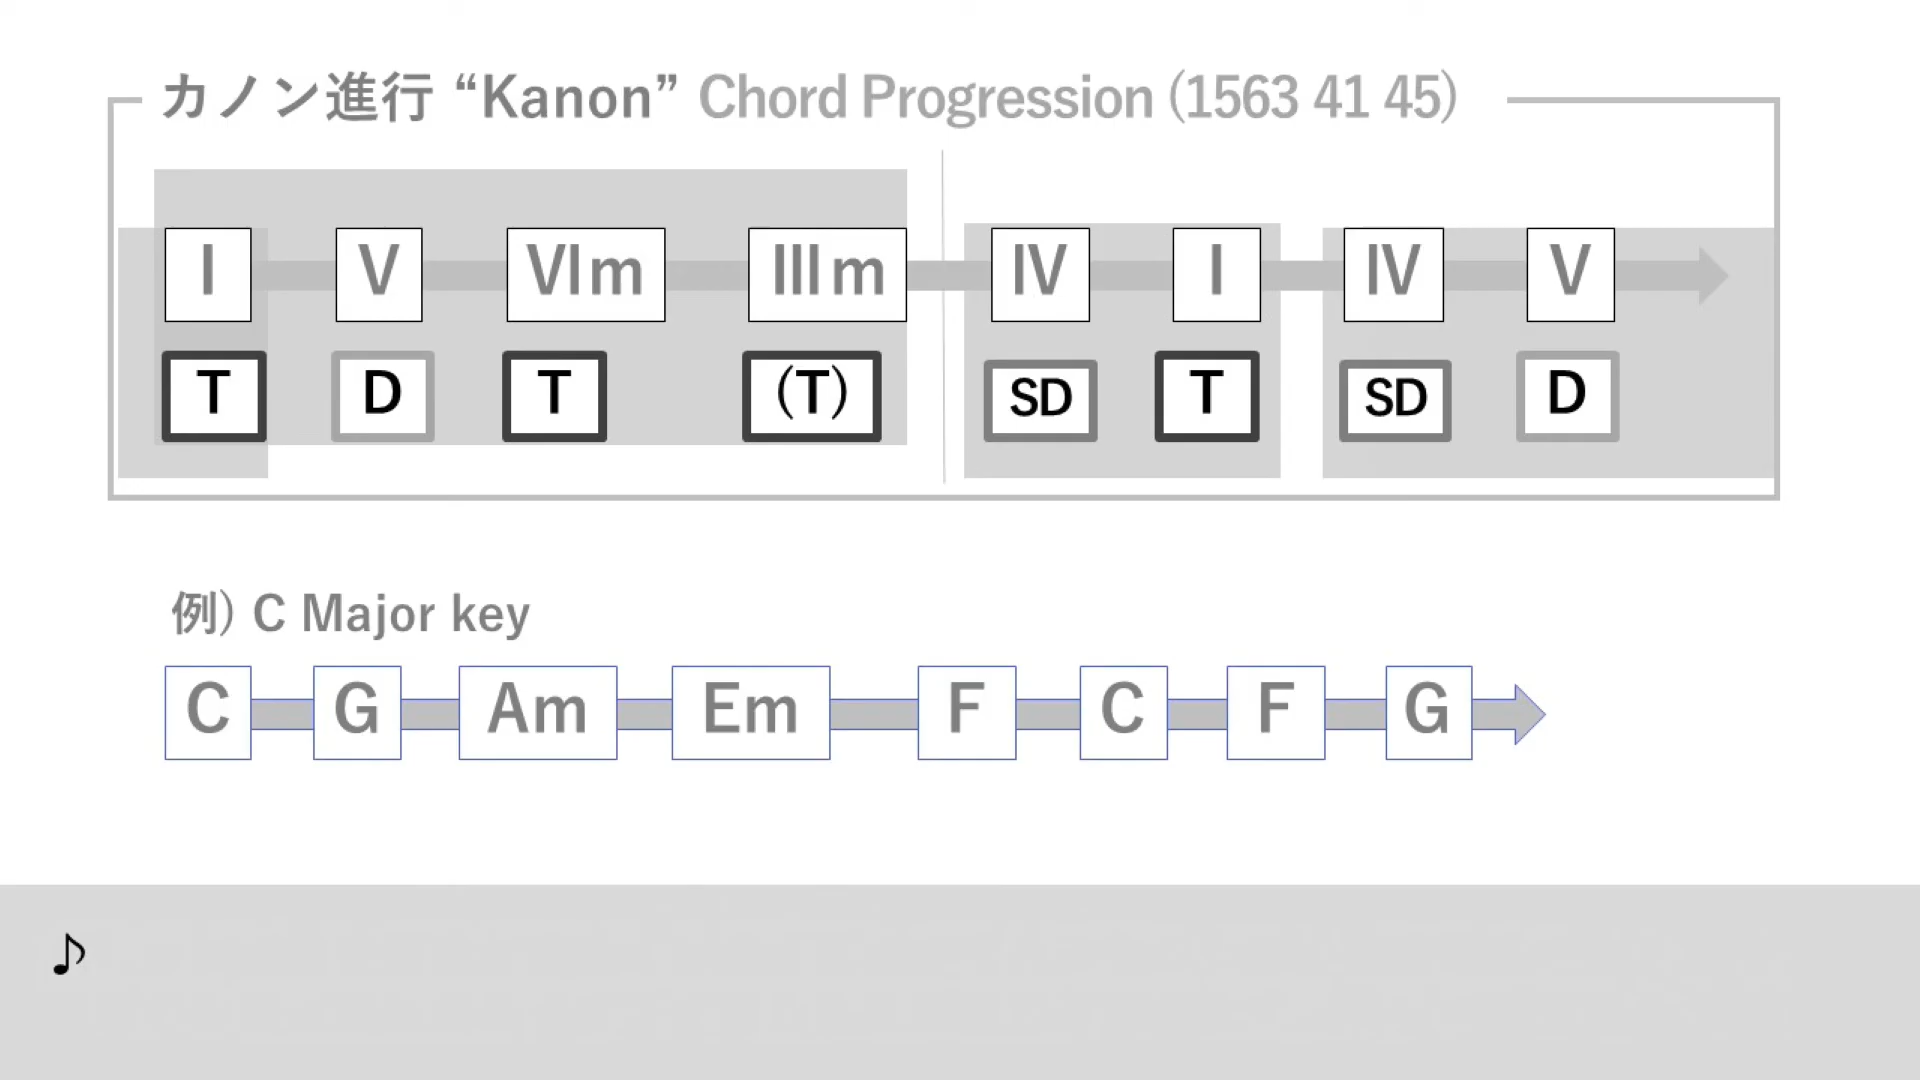 カノン進行 “Kanon” Chord Progression (1563 41 45)
I V VIm IIIm IV I IV V
T D T (T) SD T SD D
例) C Major key
C G Am Em F C F G
♪